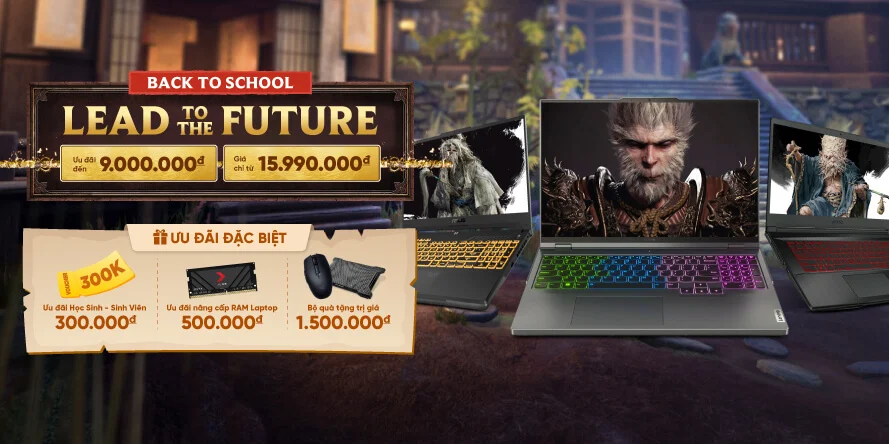 BACK TO SCHOOL
LEAD TO THE FUTURE
Ưu đãi đến 9.000.000đ
Giá chỉ từ 15.990.000đ
ƯU ĐÃI ĐẶC BIỆT
VOUCHER 300K
Ưu đãi Học Sinh - Sinh Viên
300.000đ
Ưu đãi nâng cấp RAM Laptop
500.000đ
Bộ quà tặng trị giá
1.500.000đ